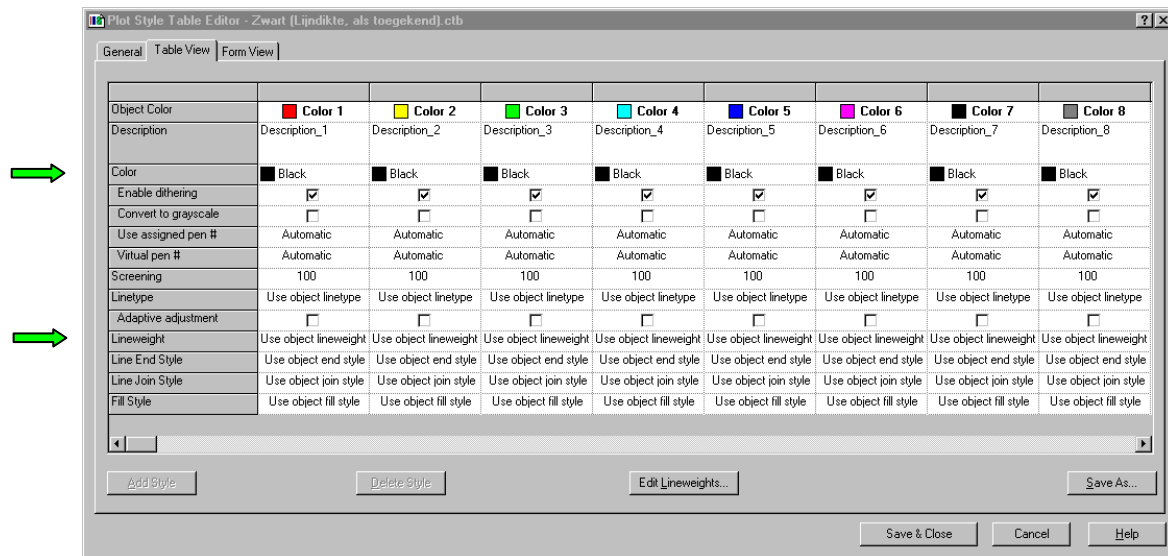 Plot Style Table Editor - Zwart (Lijndikte, als toegekend).ctb
General Table View Form View
Object Color Color 1 Color 2 Color 3 Color 4 Color 5 Color 6 Color 7 Color 8
Description Description_1 Description_2 Description_3 Description_4 Description_5 Description_6 Description_7 Description_8
Color Black Black Black Black Black Black Black Black
Enable dithering
Convert to grayscale
Use assigned pen # Automatic Automatic Automatic Automatic Automatic Automatic Automatic Automatic
Virtual pen # Automatic Automatic Automatic Automatic Automatic Automatic Automatic Automatic
Screening 100 100 100 100 100 100 100 100
Linetype Use object linetype Use object linetype Use object linetype Use object linetype Use object linetype Use object linetype Use object linetype Use object linetype
Adaptive adjustment
Lineweight Use object lineweight Use object lineweight Use object lineweight Use object lineweight Use object lineweight Use object lineweight Use object lineweight Use object lineweight
Line End Style Use object end style Use object end style Use object end style Use object end style Use object end style Use object end style Use object end style Use object end style
Line Join Style Use object join style Use object join style Use object join style Use object join style Use object join style Use object join style Use object join style Use object join style
Fill Style Use object fill style Use object fill style Use object fill style Use object fill style Use object fill style Use object fill style Use object fill style Use object fill style
Add Style Delete Style Edit Lineweights... Save As...
Save & Close Cancel Help